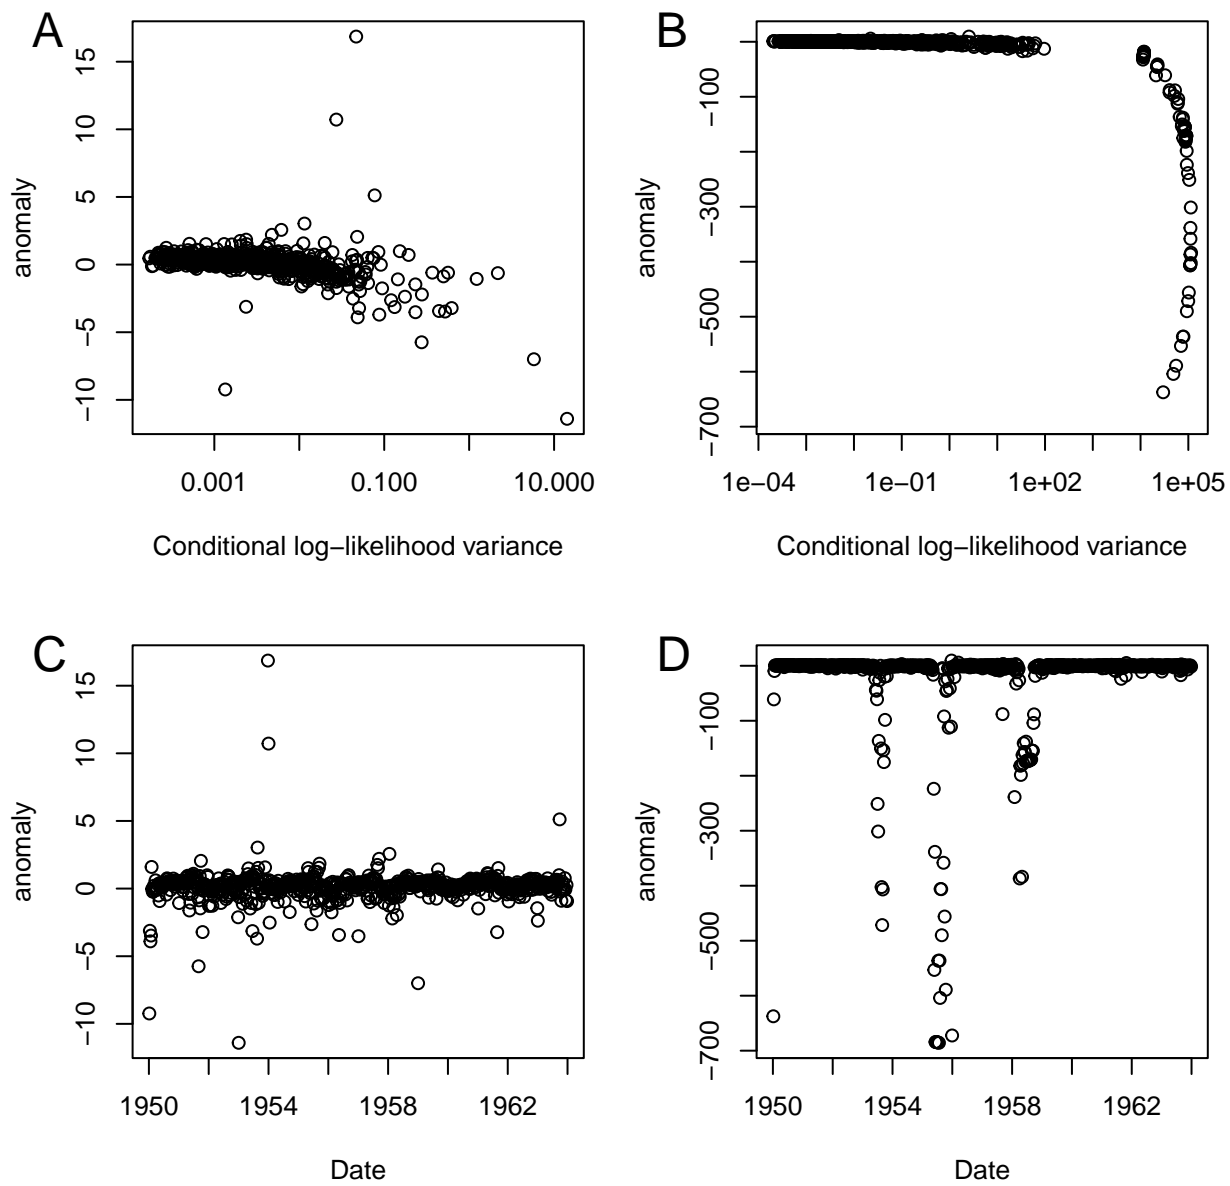 A
anomaly
15
10
5
0
−5
−10
0.001
0.100
10.000
Conditional log−likelihood variance
B
anomaly
−100
−300
−500
−700
1e−04
1e−01
1e+02
1e+05
Conditional log−likelihood variance
C
anomaly
15
10
5
0
−5
−10
1950
1954
1958
1962
Date
D
anomaly
−100
−300
−500
−700
1950
1954
1958
1962
Date